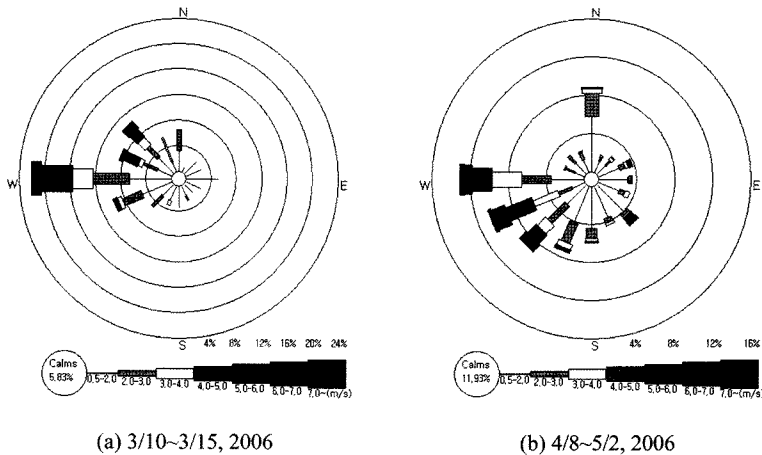 N
W
E
S
4% 8% 12% 16% 20% 24%
Calms
5.83%
0.5-2.0 2.0-3.0 3.0-4.0 4.0-5.0 5.0-6.0 6.0-7.0 7.0~(m/s)
(a) 3/10~3/15, 2006
N
W
E
S
4% 8% 12% 16%
Calms
11.93%
0.5-2.0 2.0-3.0 3.0-4.0 4.0-5.0 5.0-6.0 6.0-7.0 7.0~(m/s)
(b) 4/8~5/2, 2006